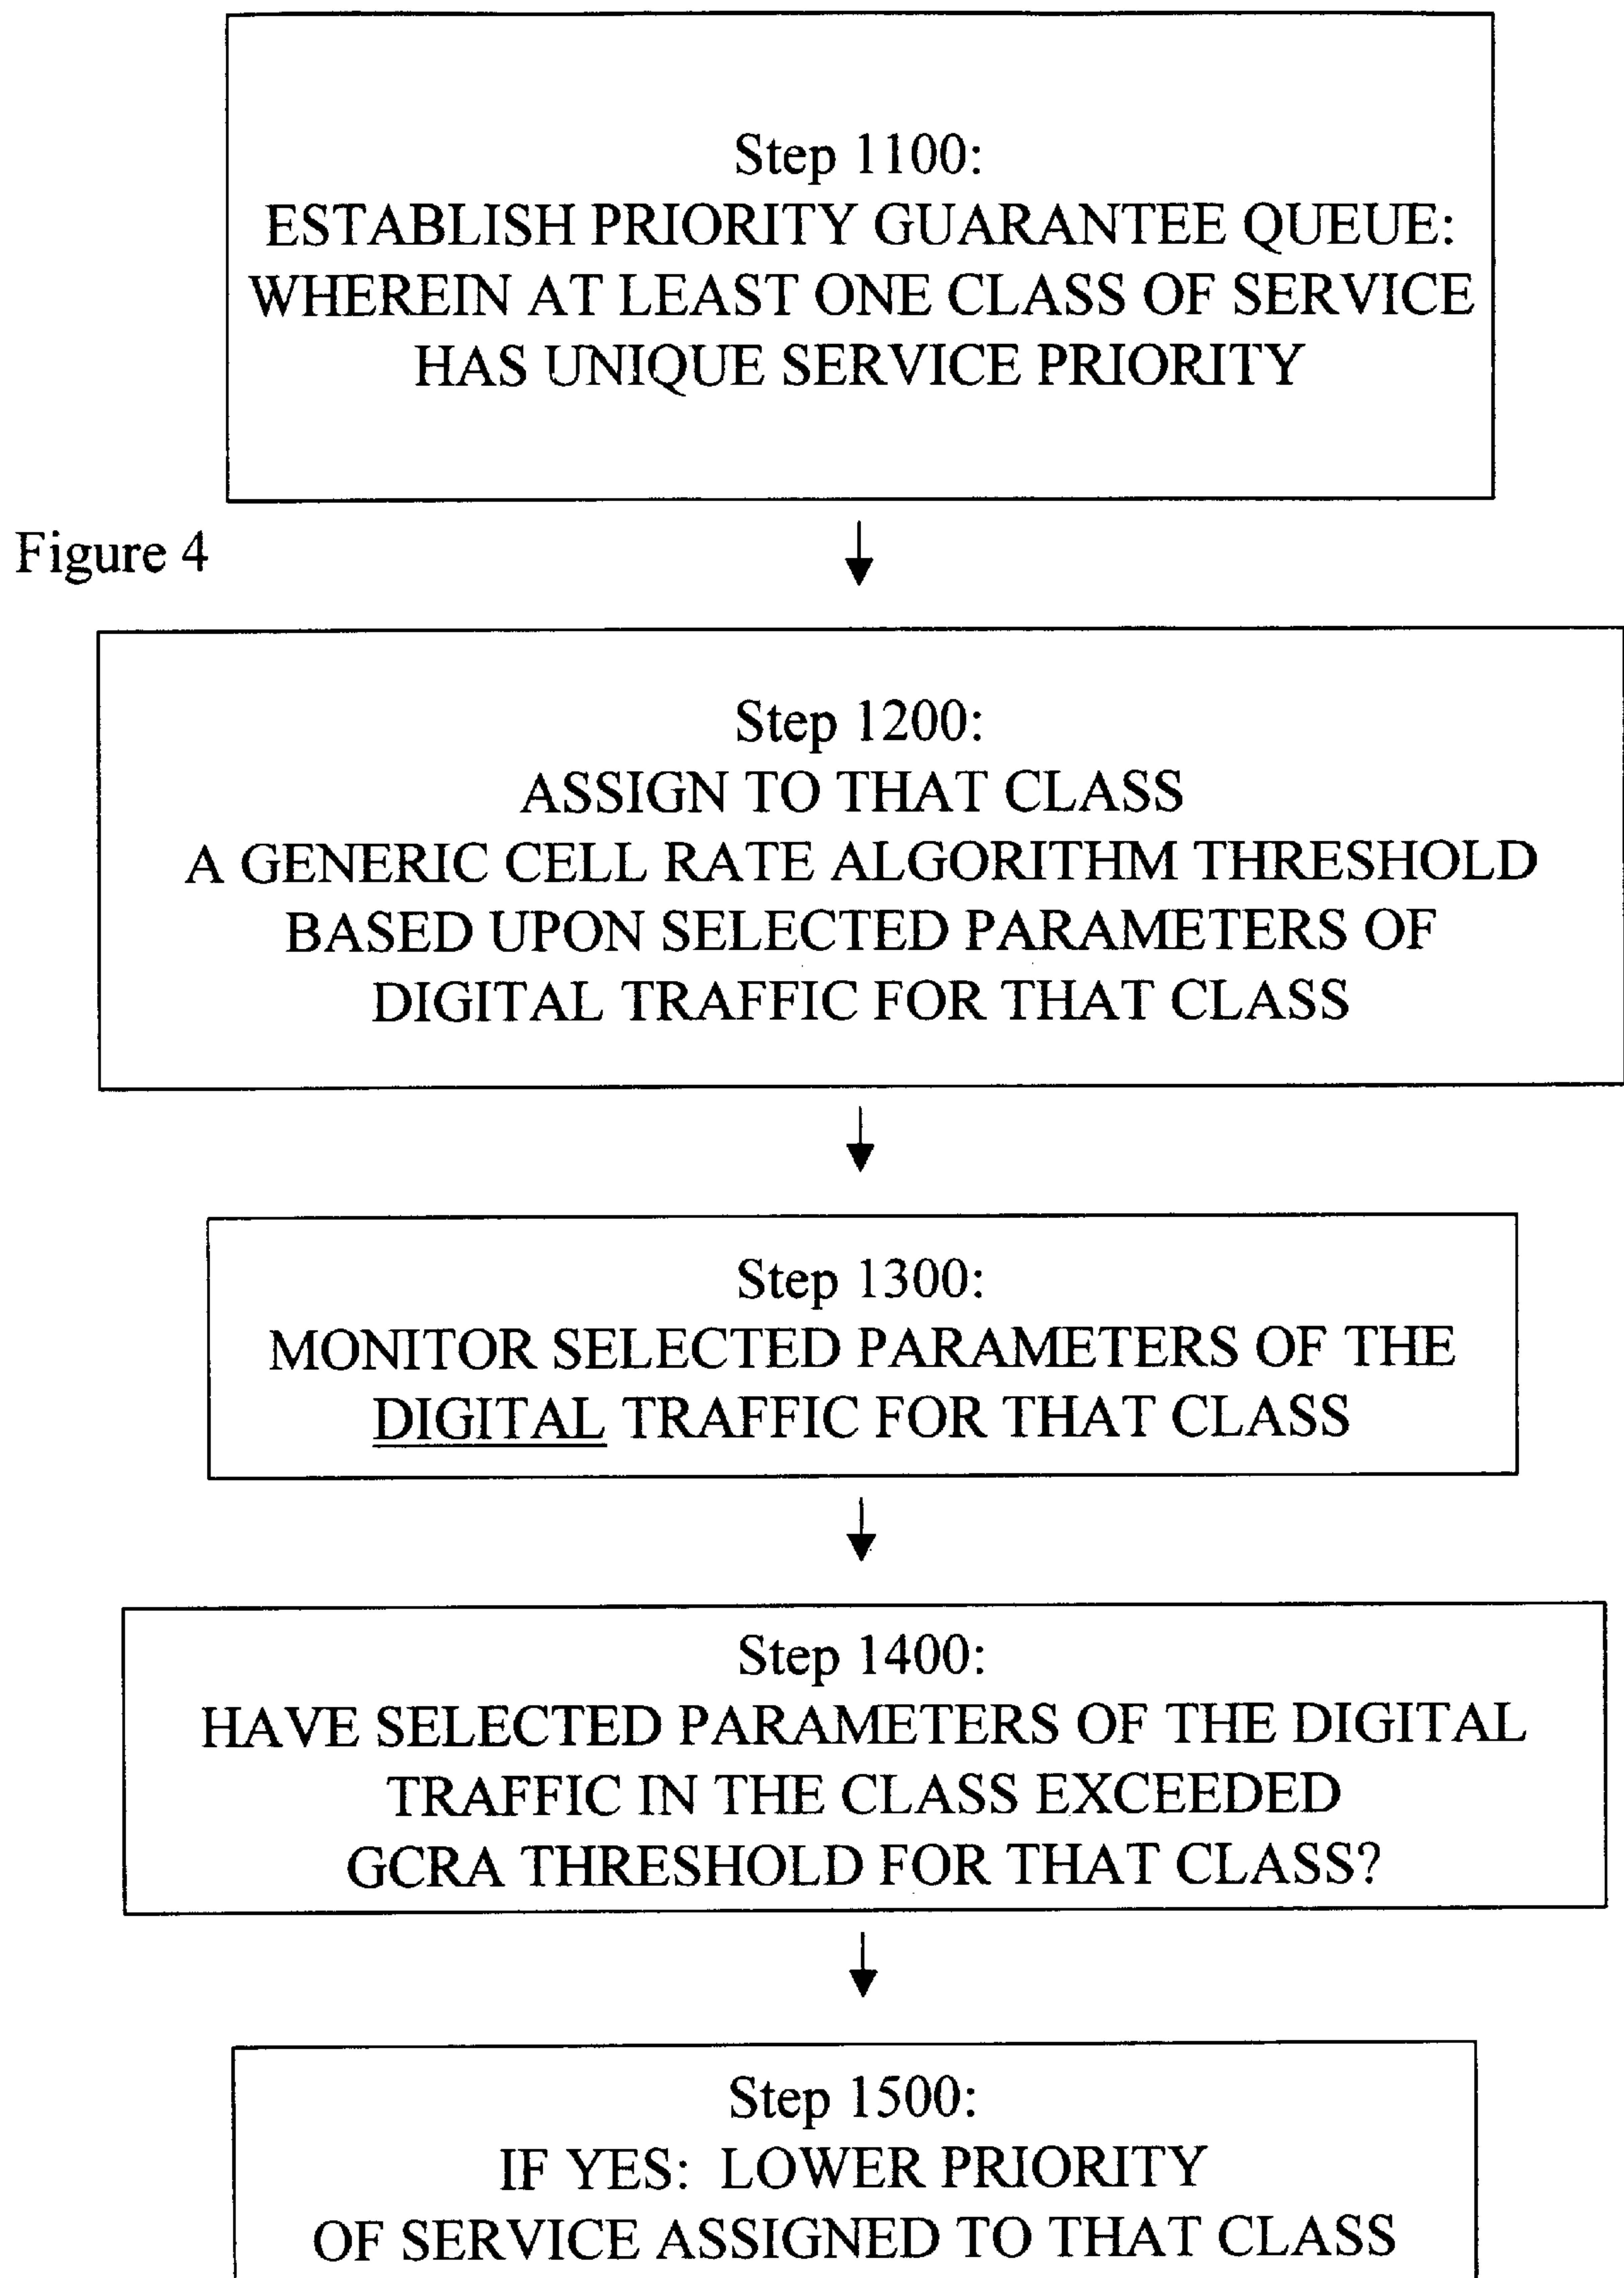 Step 1100:
ESTABLISH PRIORITY GUARANTEE QUEUE:
WHEREIN AT LEAST ONE CLASS OF SERVICE
HAS UNIQUE SERVICE PRIORITY
Figure 4
Step 1200:
ASSIGN TO THAT CLASS
A GENERIC CELL RATE ALGORITHM THRESHOLD
BASED UPON SELECTED PARAMETERS OF
DIGITAL TRAFFIC FOR THAT CLASS
Step 1300:
MONITOR SELECTED PARAMETERS OF THE
DIGITAL TRAFFIC FOR THAT CLASS
Step 1400:
HAVE SELECTED PARAMETERS OF THE DIGITAL
TRAFFIC IN THE CLASS EXCEEDED
GCRA THRESHOLD FOR THAT CLASS?
Step 1500:
IF YES: LOWER PRIORITY
OF SERVICE ASSIGNED TO THAT CLASS